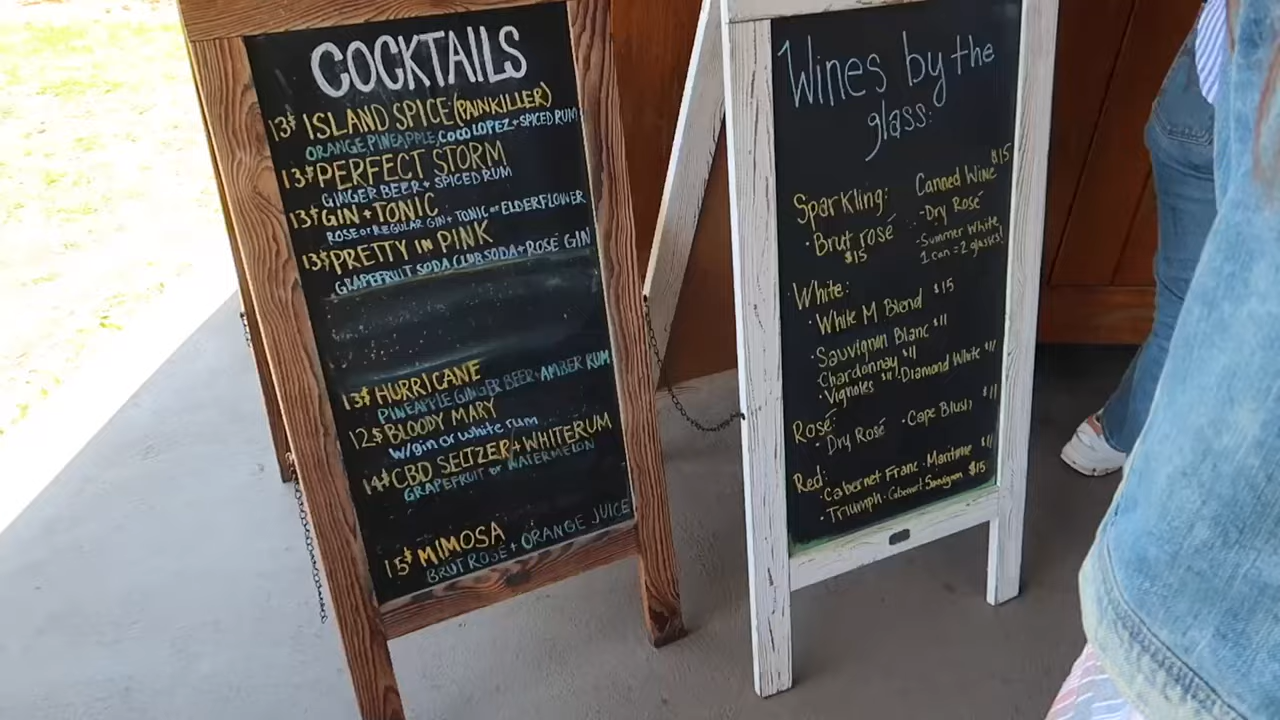 COCKTAILS
13$ ISLAND SPICE (PAINKILLER)
ORANGE, PINEAPPLE, COCO LOPEZ + SPICED RUM
13$ PERFECT STORM
GINGER BEER + SPICED RUM
13$ GIN + TONIC
ROSE or REGULAR GIN + TONIC or ELDERFLOWER
13$ PRETTY IN PINK
GRAPEFRUIT SODA CLUB SODA + ROSE GIN
13$ HURRICANE
PINEAPPLE GINGER BEER + AMBER RUM
12$ BLOODY MARY
w/gin or white rum
14$ CBD SELTZER + WHITE RUM
GRAPEFRUIT or WATERMELON
15$ MIMOSA
BRUT ROSE + ORANGE JUICE
Wines by the
glass:
Sparkling:
· Brut rosé
$15
Canned Wine $15
- Dry Rosé
- Summer White
1 can = 2 glasses!
White:
· White M Blend $15
· Sauvignon Blanc $11
· Chardonnay $11
· Vignoles $11 · Diamond White $11
Rosé:
· Dry Rosé · Cape Blush $11
Red:
· Cabernet Franc · Maritime $11
· Triumph · Cabernet Sauvignon $15